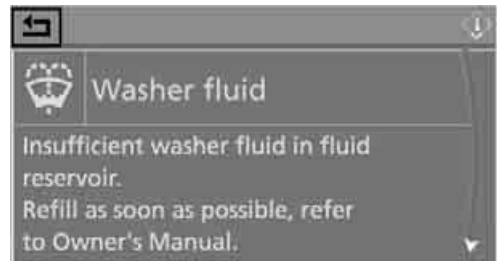 Washer fluid
Insufficient washer fluid in fluid
reservoir.
Refill as soon as possible, refer
to Owner's Manual.